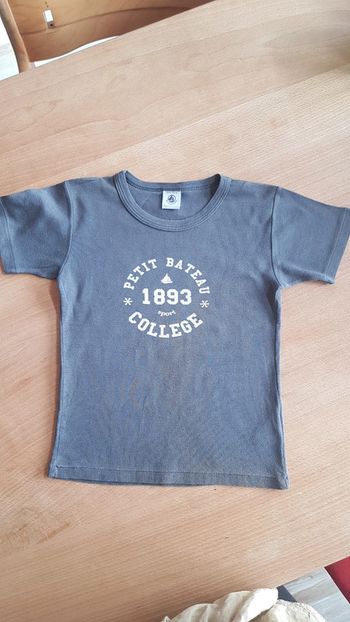 PETIT BATEAU
* 1893 *
sport
COLLEGE